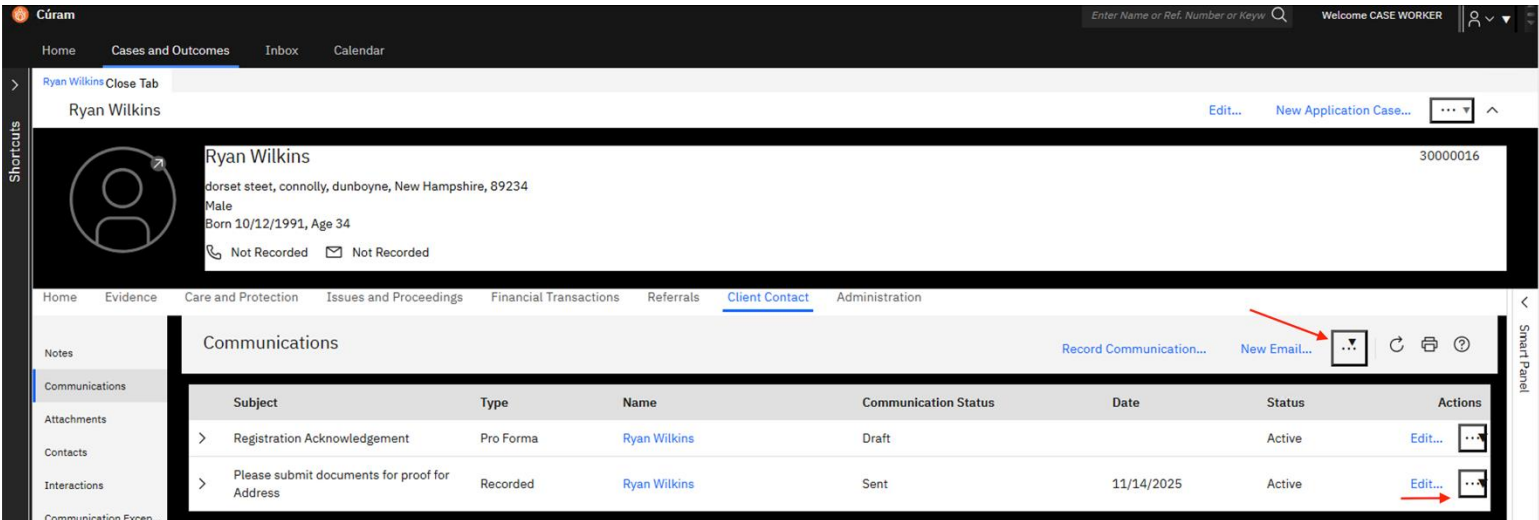 Cúram
Enter Name or Ref. Number or Keyw
Welcome CASE WORKER
Home Cases and Outcomes Inbox Calendar
Ryan Wilkins Close Tab
Ryan Wilkins
Edit... New Application Case...
Shortcuts
Ryan Wilkins
30000016
dorset steet, connolly, dunboyne, New Hampshire, 89234
Male
Born 10/12/1991, Age 34
Not Recorded Not Recorded
Home Evidence Care and Protection Issues and Proceedings Financial Transactions Referrals Client Contact Administration
Smart Panel
Notes
Communications
Attachments
Contacts
Interactions
Communication Excep
Communications
Record Communication... New Email...
Subject Type Name Communication Status Date Status Actions
Registration Acknowledgement Pro Forma Ryan Wilkins Draft Active Edit...
Please submit documents for proof for
Address
Recorded Ryan Wilkins Sent 11/14/2025 Active Edit...